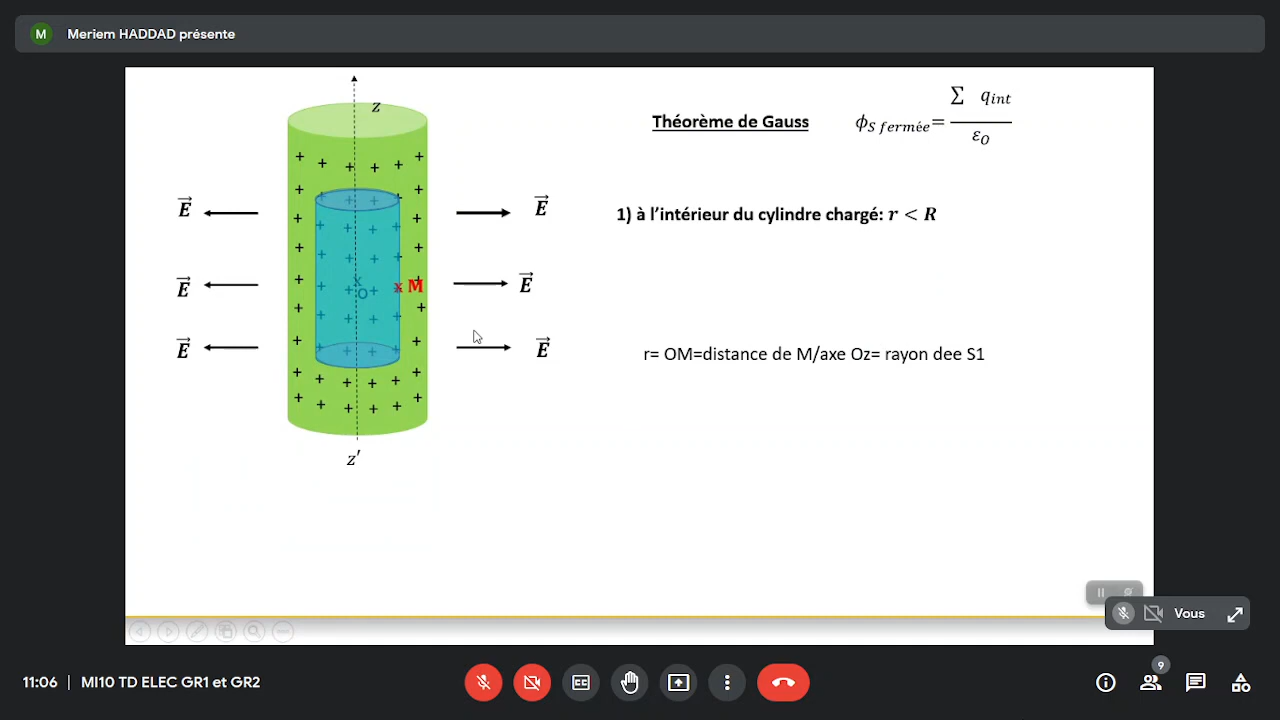 M Meriem HADDAD présente
z
Théorème de Gauss
ϕS fermée= ∑ qint / εO
E E
1) à l’intérieur du cylindre chargé: r < R
E x M E
O
E E
r= OM=distance de M/axe Oz= rayon dee S1
z′
Vous
11:06 | MI10 TD ELEC GR1 et GR2
9